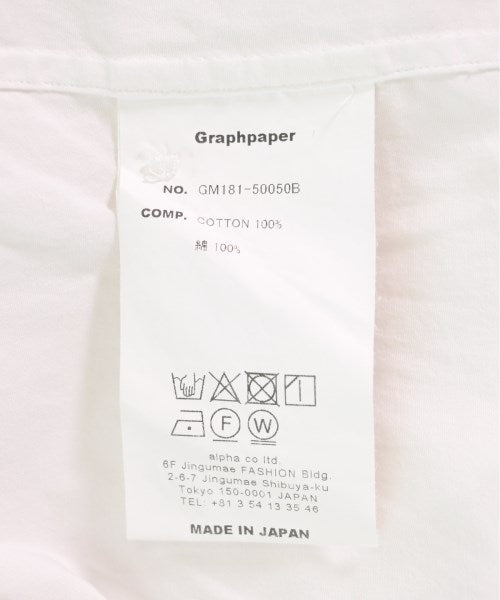 Graphpaper
NO. GM181-50050B
COMP. COTTON 100%
綿 100%
F W
alpha co ltd.
6F Jingumae FASHION Bldg.
2-6-7 Jingumae Shibuya-ku
Tokyo 150-0001 JAPAN
TEL: +81 3 54 13 35 46
MADE IN JAPAN